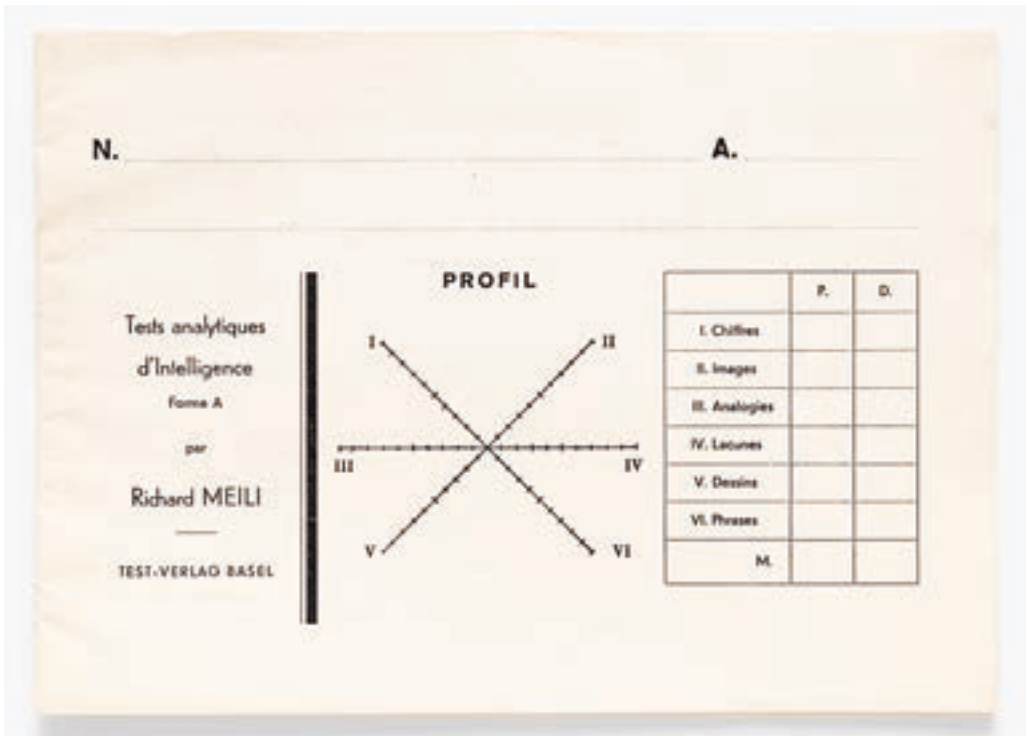 N. A.
Tests analytiques
d'Intelligence
Forme A
par
Richard MEILI
TEST-VERLAG BASEL
PROFIL
I II
III IV
V VI
P. D.
I. Chiffres
II. Images
III. Analogies
IV. Lacunes
V. Dessins
VI. Phrases
M.